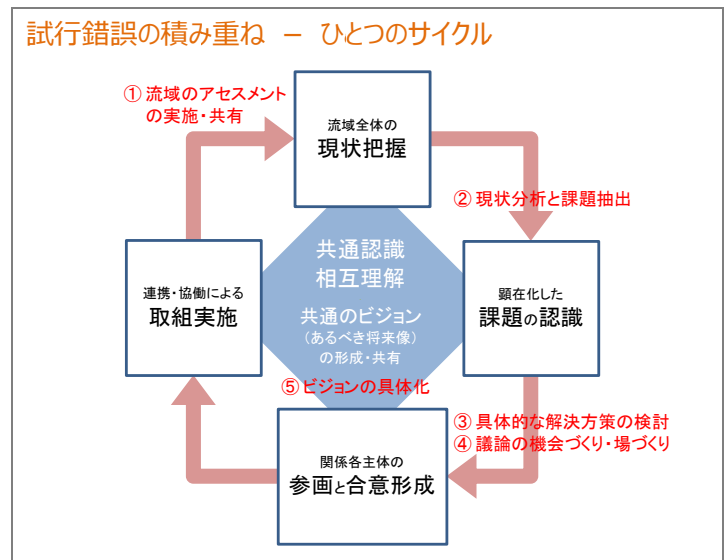 試行錯誤の積み重ね － ひとつのサイクル
① 流域のアセスメント
の実施・共有
流域全体の
現状把握
② 現状分析と課題抽出
共通認識
相互理解
共通のビジョン
（あるべき将来像）
の形成・共有
連携・協働による
取組実施
顕在化した
課題の認識
⑤ ビジョンの具体化
③ 具体的な解決方策の検討
④ 議論の機会づくり・場づくり
関係各主体の
参画と合意形成